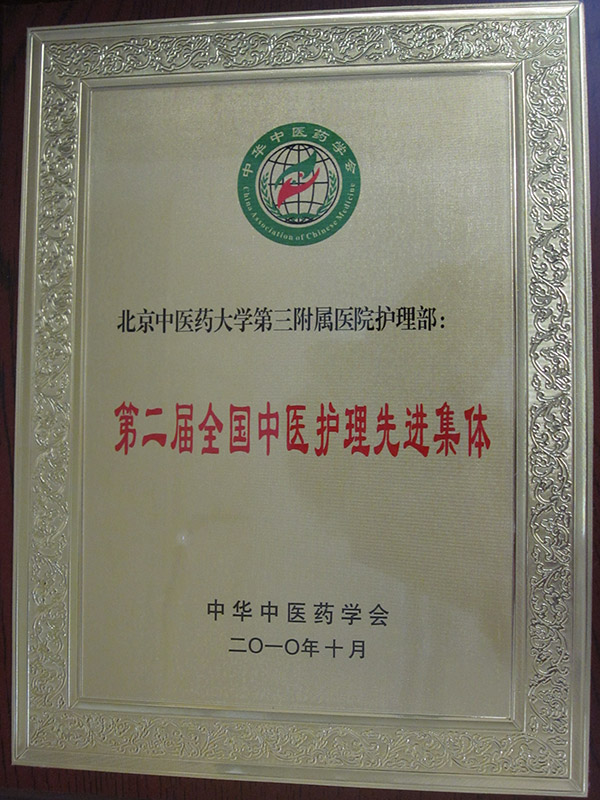 中华中医药学会
China Association of Chinese Medicine
北京中医药大学第三附属医院护理部:
第二届全国中医护理先进集体
中华中医药学会
二〇一〇年十月